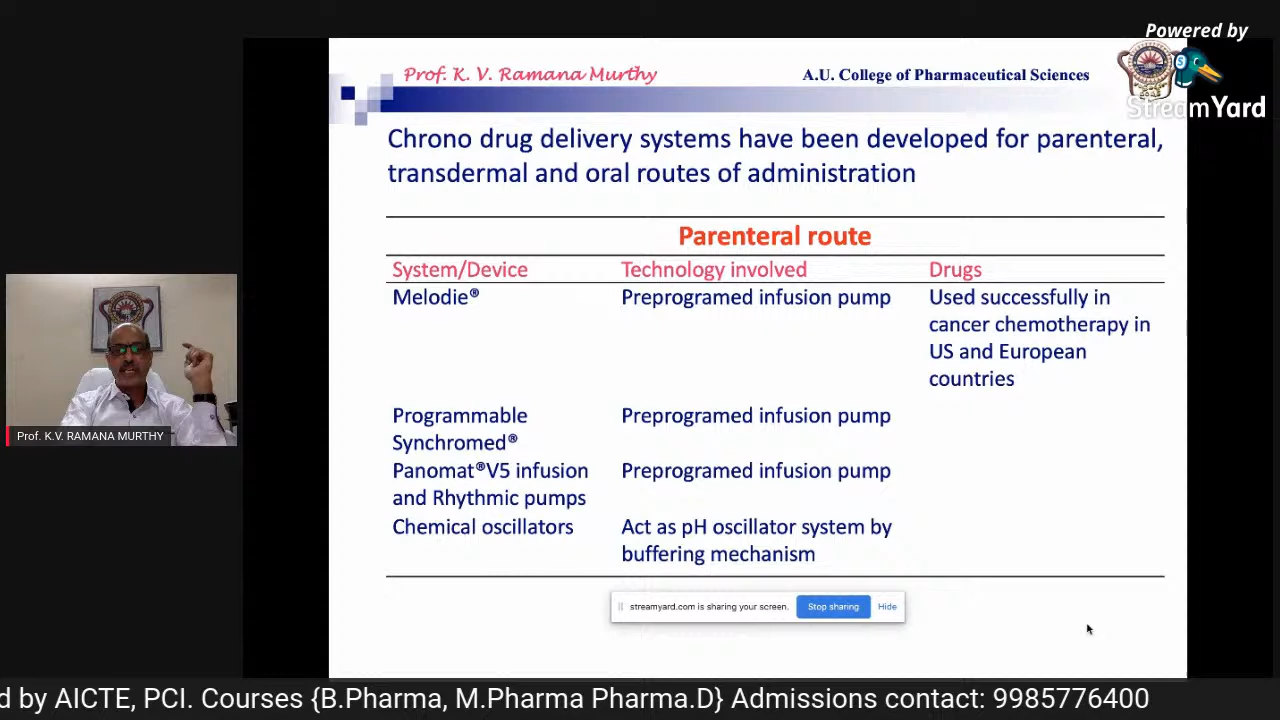 Powered by
StreamYard
Prof. K. V. Ramana Murthy
A.U. College of Pharmaceutical Sciences
Chrono drug delivery systems have been developed for parenteral,
transdermal and oral routes of administration
Parenteral route
System/Device Technology involved Drugs
Melodie® Preprogramed infusion pump Used successfully in
cancer chemotherapy in
US and European
countries
Programmable Preprogramed infusion pump
Synchromed®
Panomat®V5 infusion Preprogramed infusion pump
and Rhythmic pumps
Chemical oscillators Act as pH oscillator system by
buffering mechanism
streamyard.com is sharing your screen. Stop sharing Hide
Prof. K.V. RAMANA MURTHY
d by AICTE, PCI. Courses {B.Pharma, M.Pharma Pharma.D} Admissions contact: 9985776400